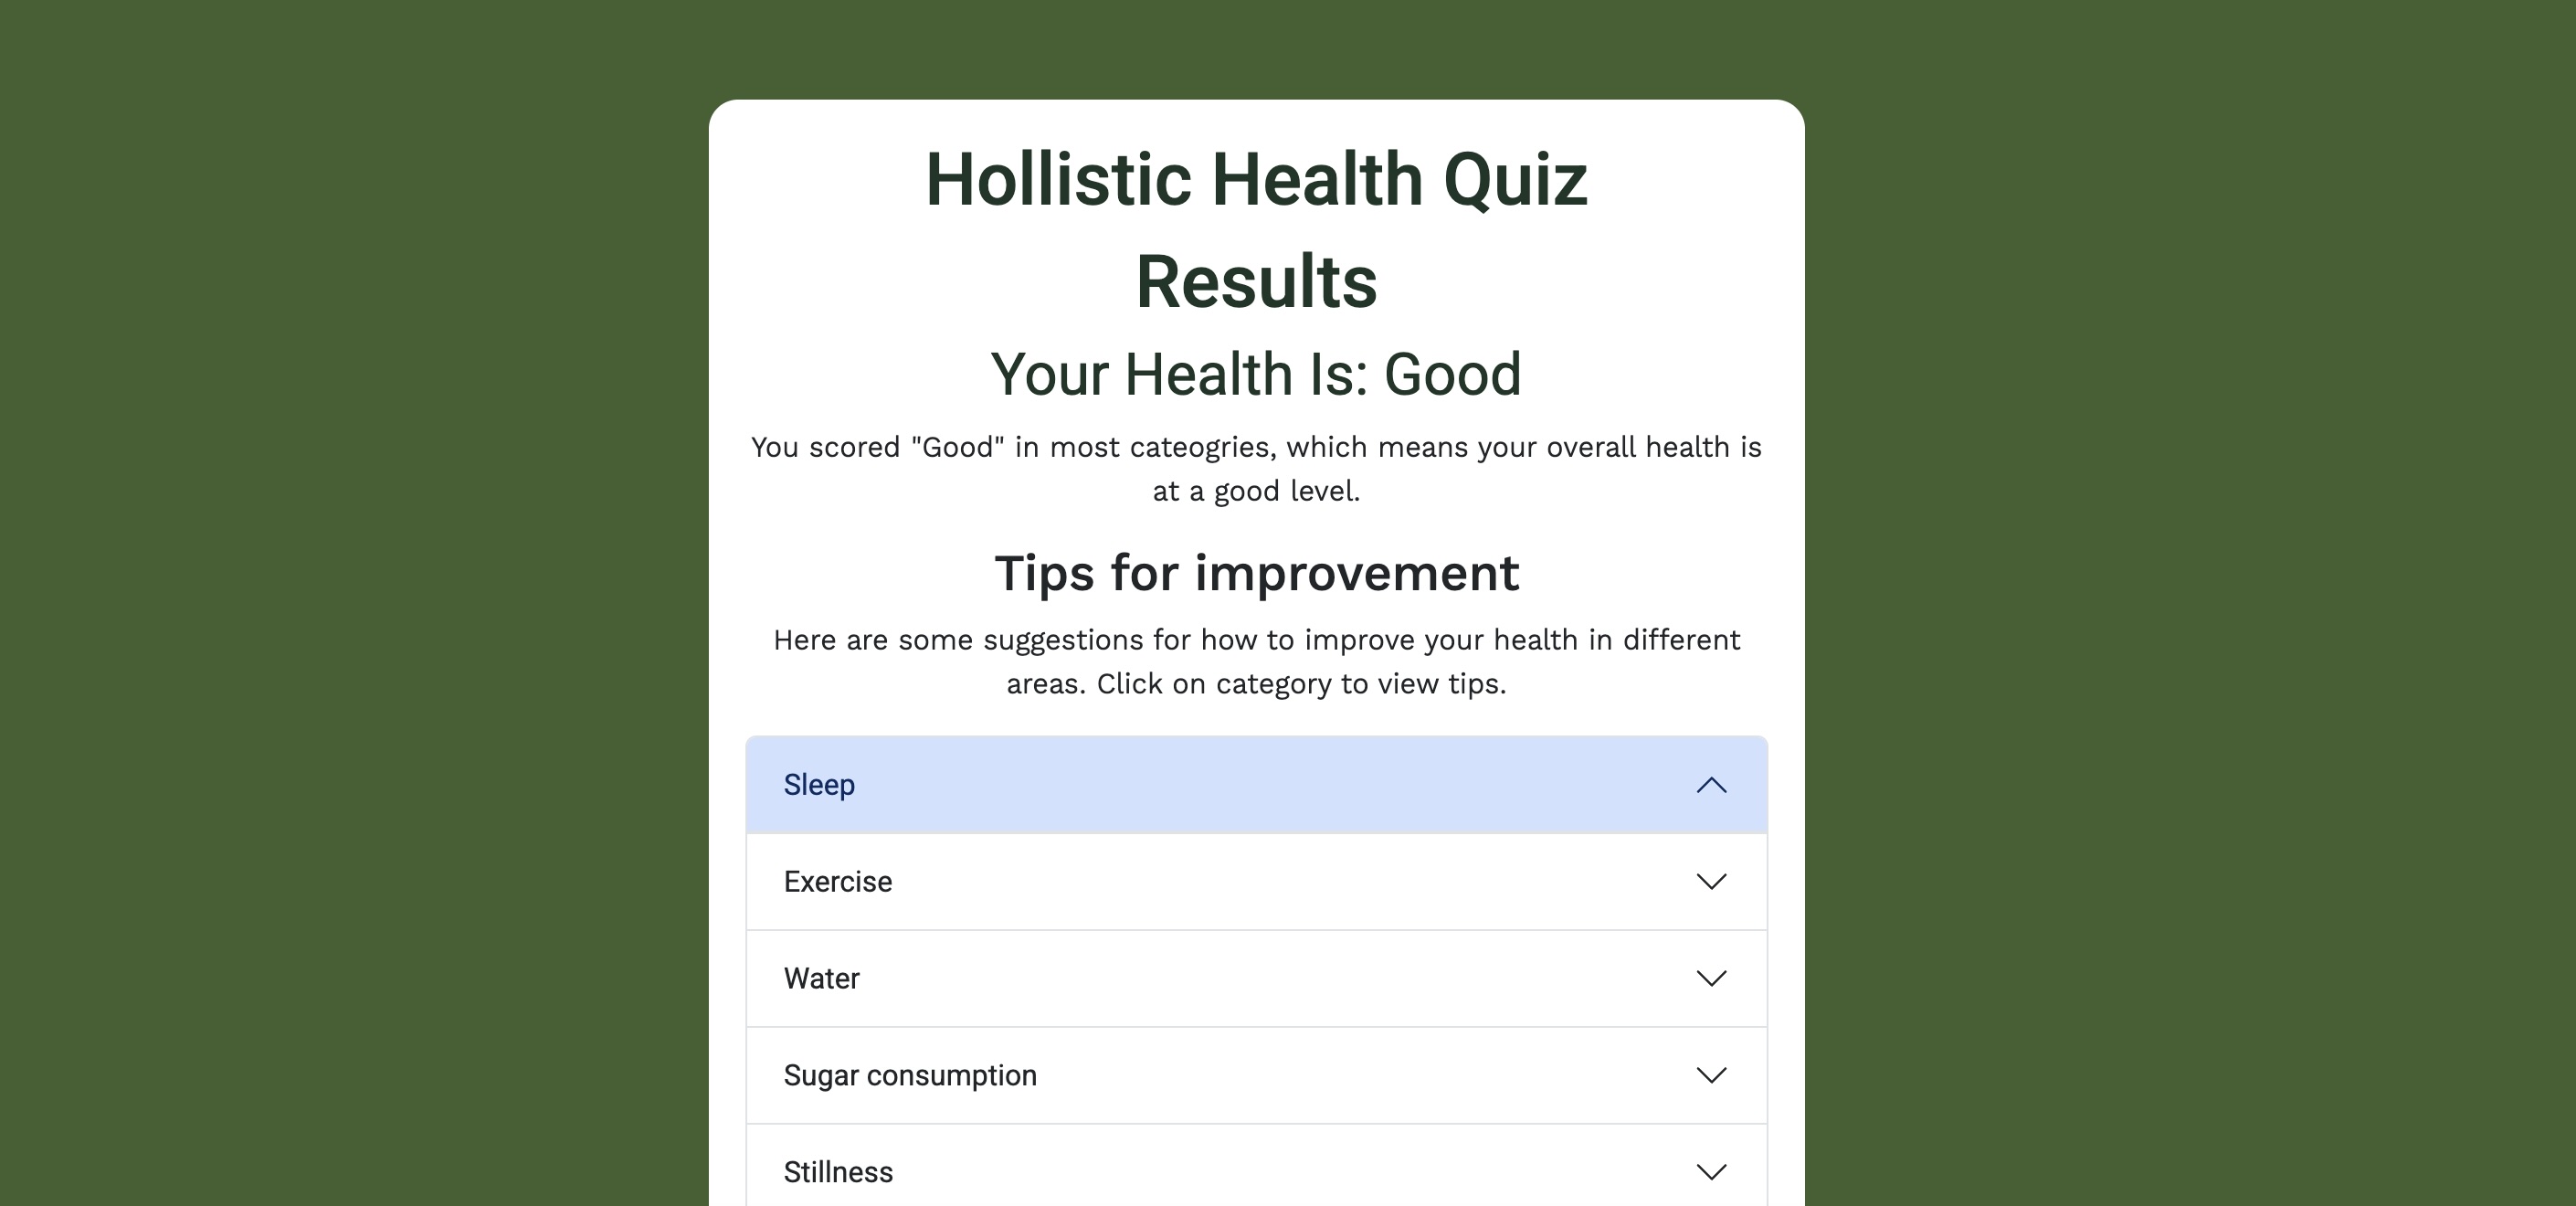 Hollistic Health Quiz
Results
Your Health Is: Good
You scored "Good" in most cateogries, which means your overall health is
at a good level.
Tips for improvement
Here are some suggestions for how to improve your health in different
areas. Click on category to view tips.
Sleep
Exercise
Water
Sugar consumption
Stillness